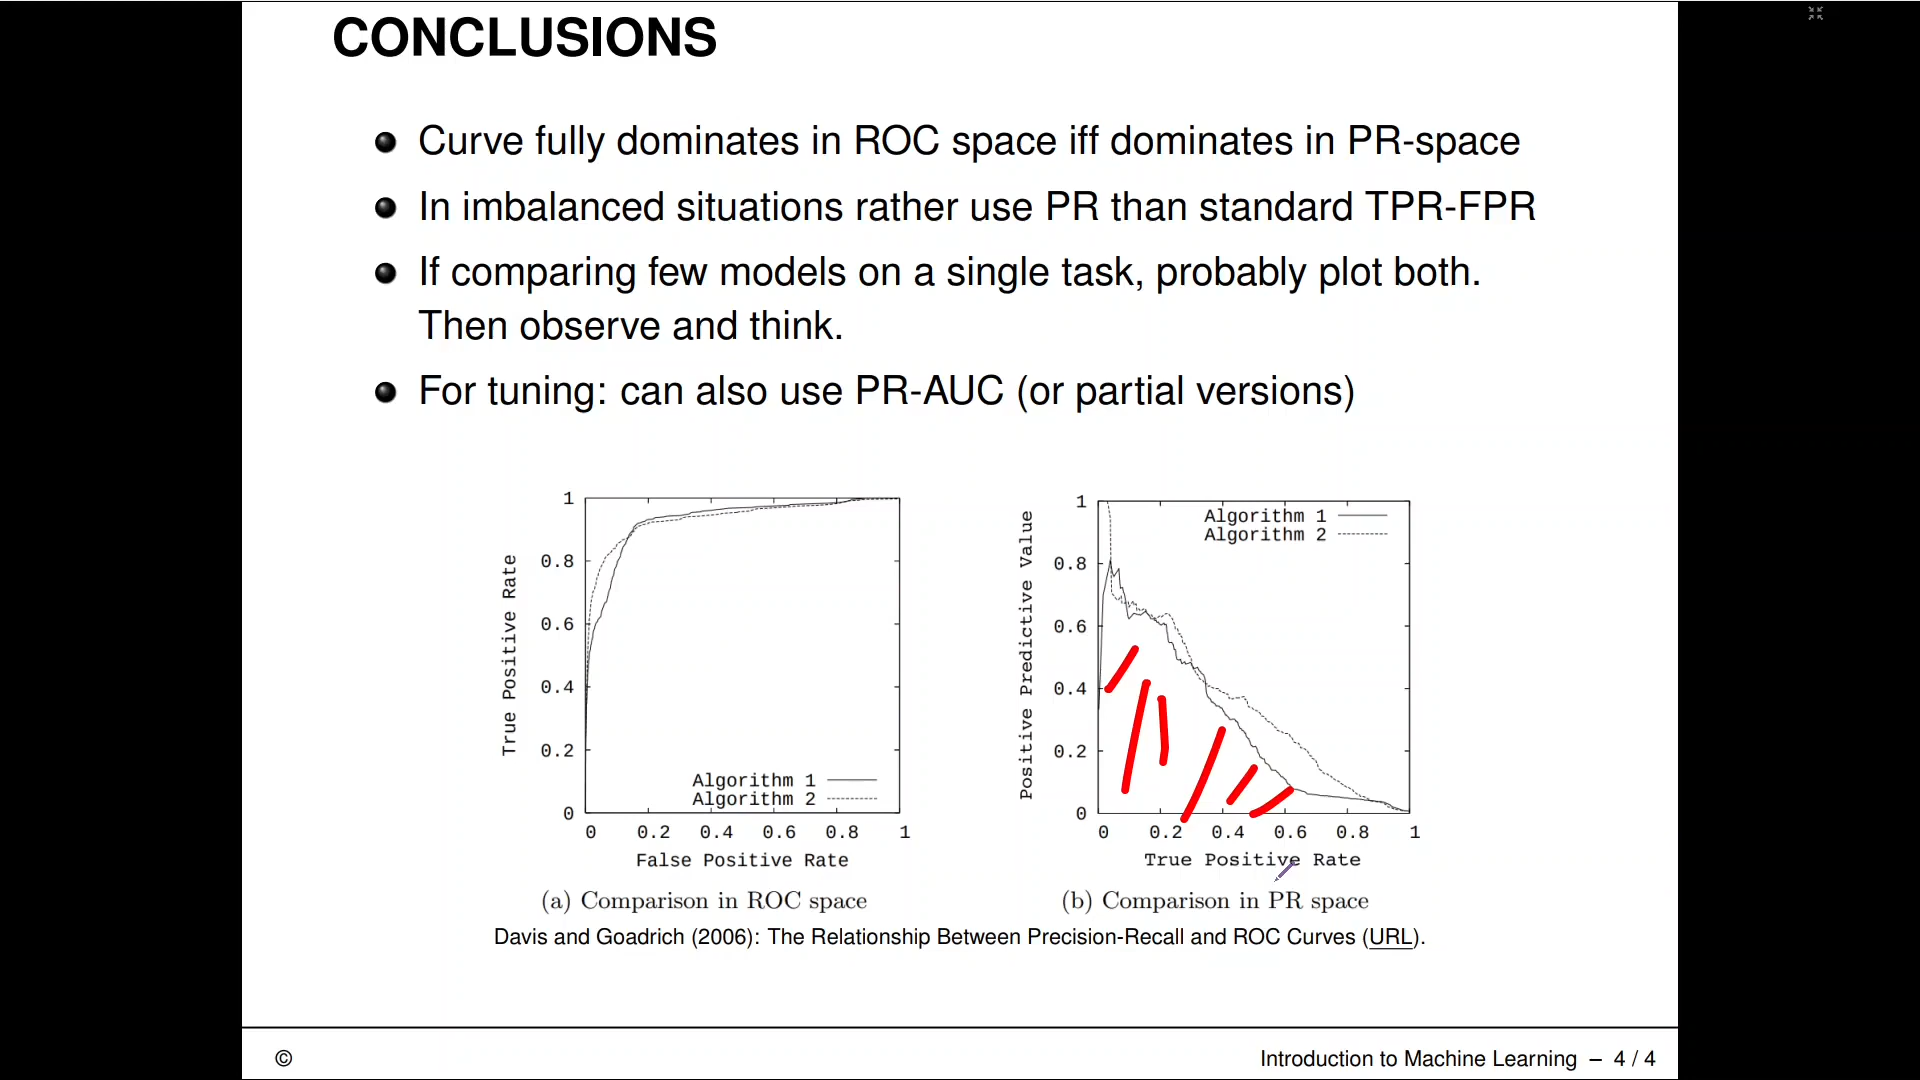 CONCLUSIONS
Curve fully dominates in ROC space iff dominates in PR-space
In imbalanced situations rather use PR than standard TPR-FPR
If comparing few models on a single task, probably plot both.
Then observe and think.
For tuning: can also use PR-AUC (or partial versions)
True Positive Rate
1
0.8
0.6
0.4
0.2
0
Algorithm 1
Algorithm 2
0 0.2 0.4 0.6 0.8 1
False Positive Rate
(a) Comparison in ROC space
Positive Predictive Value
1
0.8
0.6
0.4
0.2
0
Algorithm 1
Algorithm 2
0 0.2 0.4 0.6 0.8 1
True Positive Rate
(b) Comparison in PR space
Davis and Goadrich (2006): The Relationship Between Precision-Recall and ROC Curves (URL).
© Introduction to Machine Learning – 4 / 4